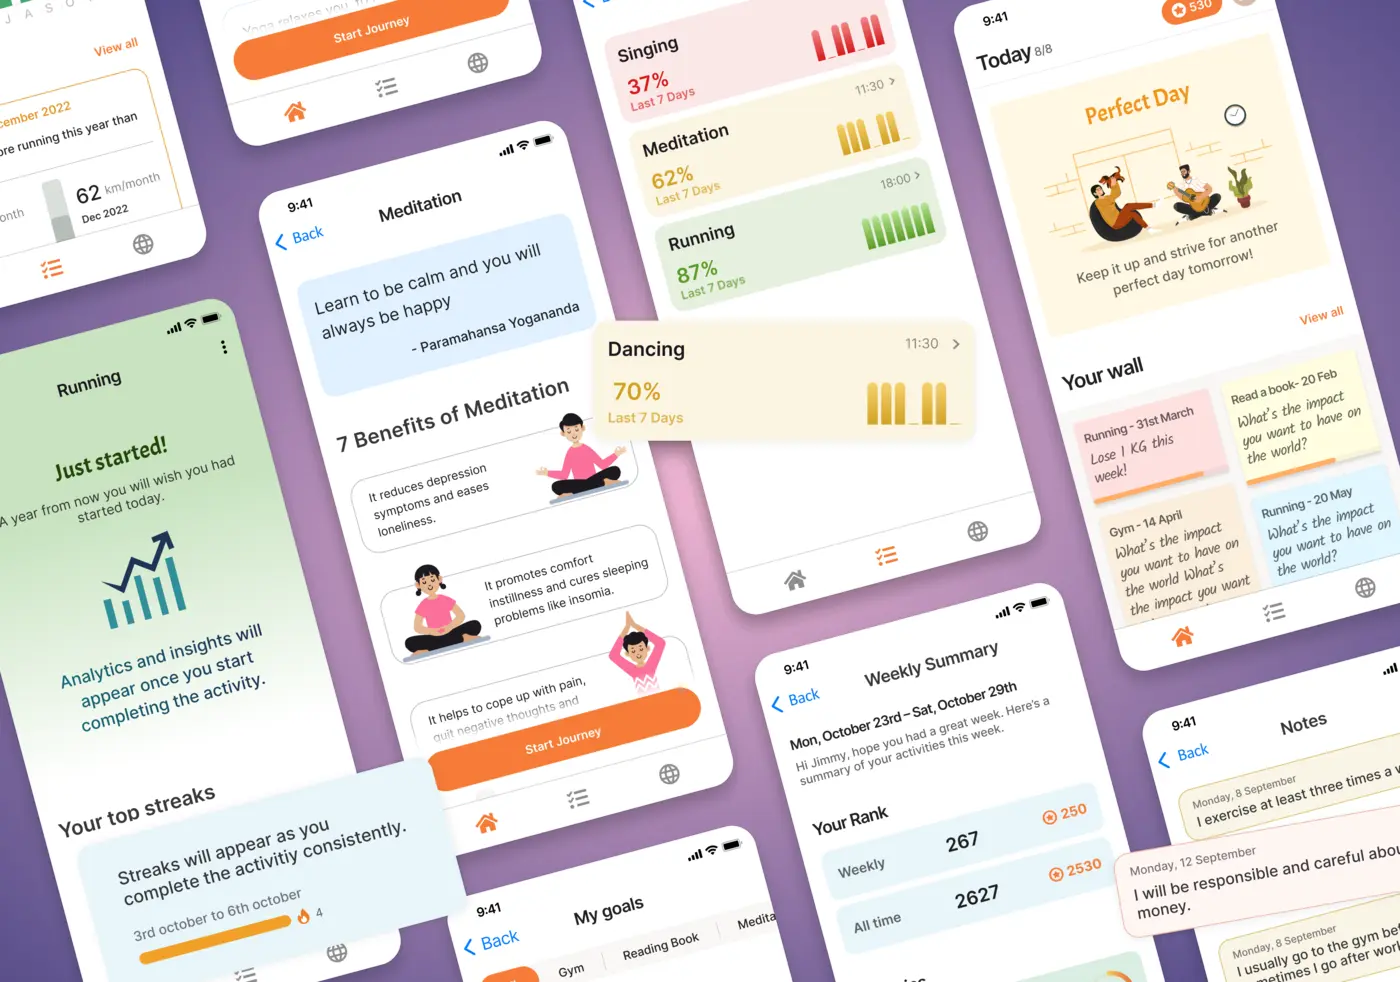 J A S O
View all
cember 2022
ore running this year than
onth
62 km/month
Dec 2022
Start Journey
Singing
37%
Last 7 Days
11:30
Meditation
62%
Last 7 Days
18:00
Running
87%
Last 7 Days
Dancing
11:30
70%
Last 7 Days
9:41
530
Today 8/8
Perfect Day
Keep it up and strive for another
perfect day tomorrow!
View all
Your wall
Running - 31st March
Lose 1 KG this
week!
Read a book- 20 Feb
What's the impact
you want to have on
the world?
Gym - 14 April
What's the impact
you want to have on
the world What's
the impact you want
Running - 20 May
What's the impact
you want to have on
the world?
9:41
Back
Meditation
Learn to be calm and you will
always be happy
- Paramahansa Yogananda
7 Benefits of Meditation
It reduces depression
symptoms and eases
loneliness.
It promotes comfort
instillness and cures sleeping
problems like insomia.
It helps to cope up with pain,
quit negative thoughts and
Start Journey
Running
Just started!
A year from now you will wish you had
started today.
Analytics and insights will
appear once you start
completing the activity.
Your top streaks
Streaks will appear as you
complete the activitiy consistently.
3rd october to 6th october
4
9:41
Back
My goals
Gym
Reading Book
Medita
9:41
Back
Weekly Summary
Mon, October 23rd – Sat, October 29th
Hi Jimmy, hope you had a great week. Here's a
summary of your activities this week.
Your Rank
Weekly
267
250
All time
2627
2530
9:41
Back
Notes
Monday, 8 September
I exercise at least three times a w
Monday, 12 September
I will be responsible and careful abou
money.
Monday, 8 September
I usually go to the gym bef
metimes I go after work